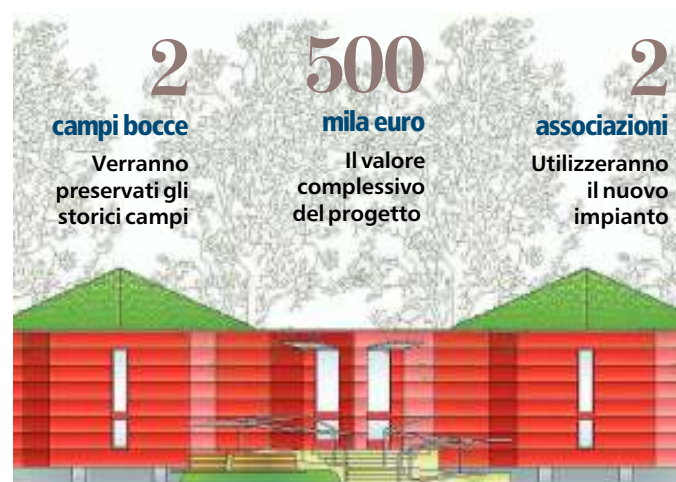 2
campi bocce
Verranno
preservati gli
storici campi
500
mila euro
Il valore
complessivo
del progetto
2
associazioni
Utilizzeranno
il nuovo
impianto